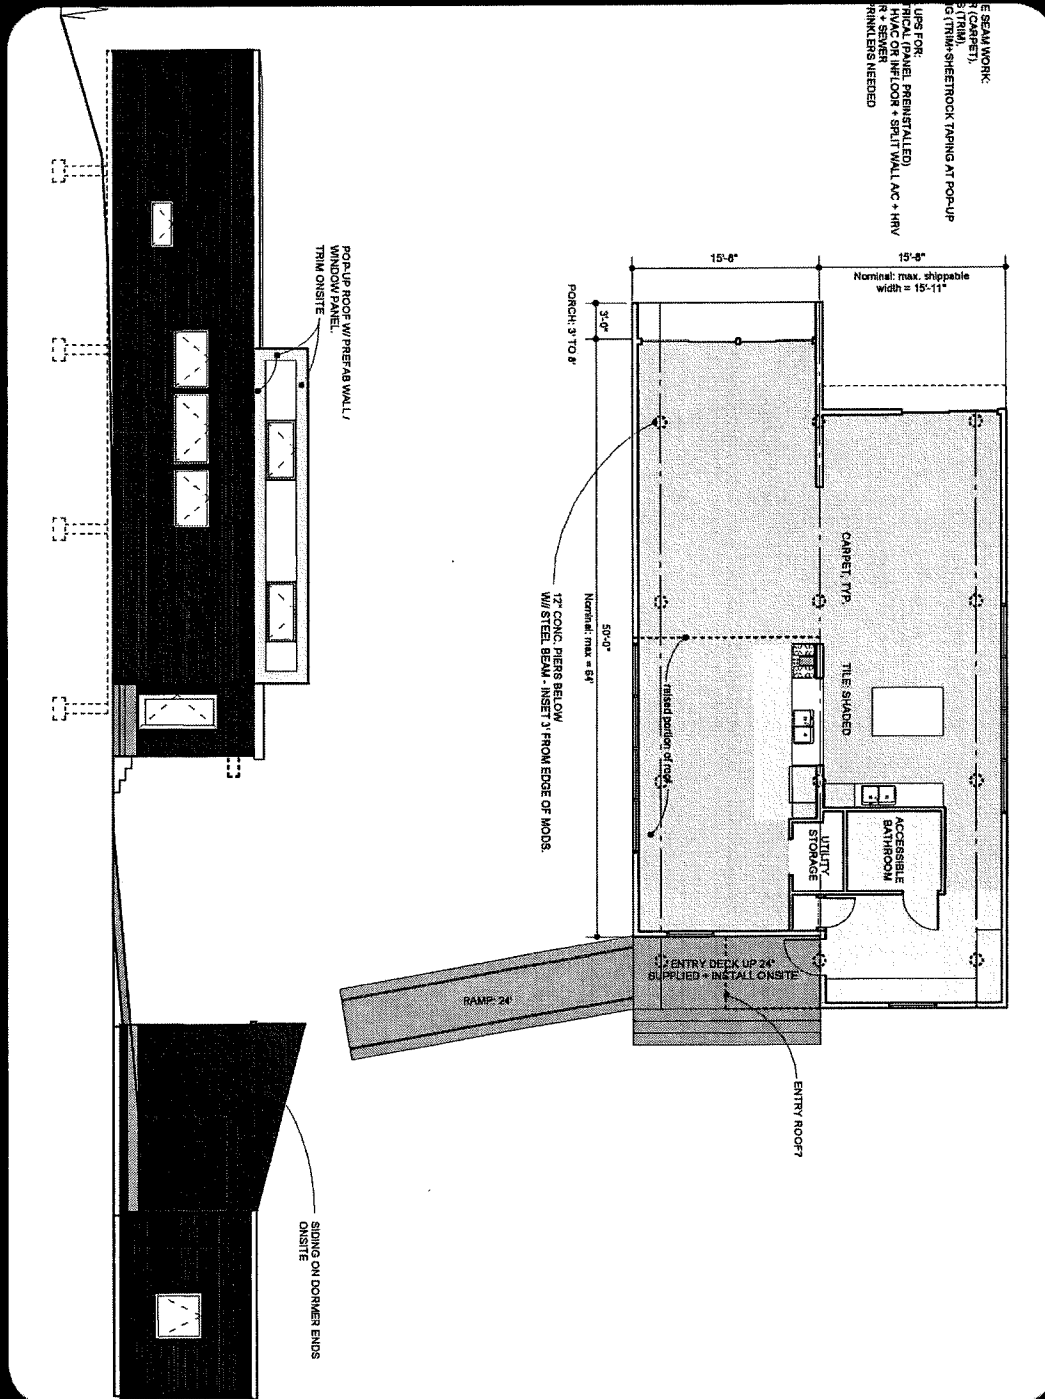 E SEAM WORK:
R (CARPET),
S (TRIM),
G (TRIM+SHEETROCK TAPING AT POP-UP
UPS FOR:
TRICAL (PANEL PREINSTALLED)
HVAC OR INFLOOR + SPLIT WALL A/C + HRV
R + SEWER
PRINKLERS NEEDED
15'-6"
Nominal: max. shippable
width = 15'-11"
15'-6"
3'-0"
PORCH: 3' TO 8'
50'-0"
Nominal: max = 64'
CARPET, TYP.
TILE: SHADED
raised portion of roof
ACCESSIBLE
BATHROOM
UTILITY
STORAGE
12" CONC. PIERS BELOW
W// STEEL BEAM - INSET 3' FROM EDGE OF MODS.
ENTRY DECK UP 24"
SUPPLIED + INSTALL ONSITE
RAMP: 24'
ENTRY ROOF?
POP-UP ROOF W/ PREFAB WALL /
WINDOW PANEL.
TRIM ONSITE
SIDING ON DORMER ENDS
ONSITE